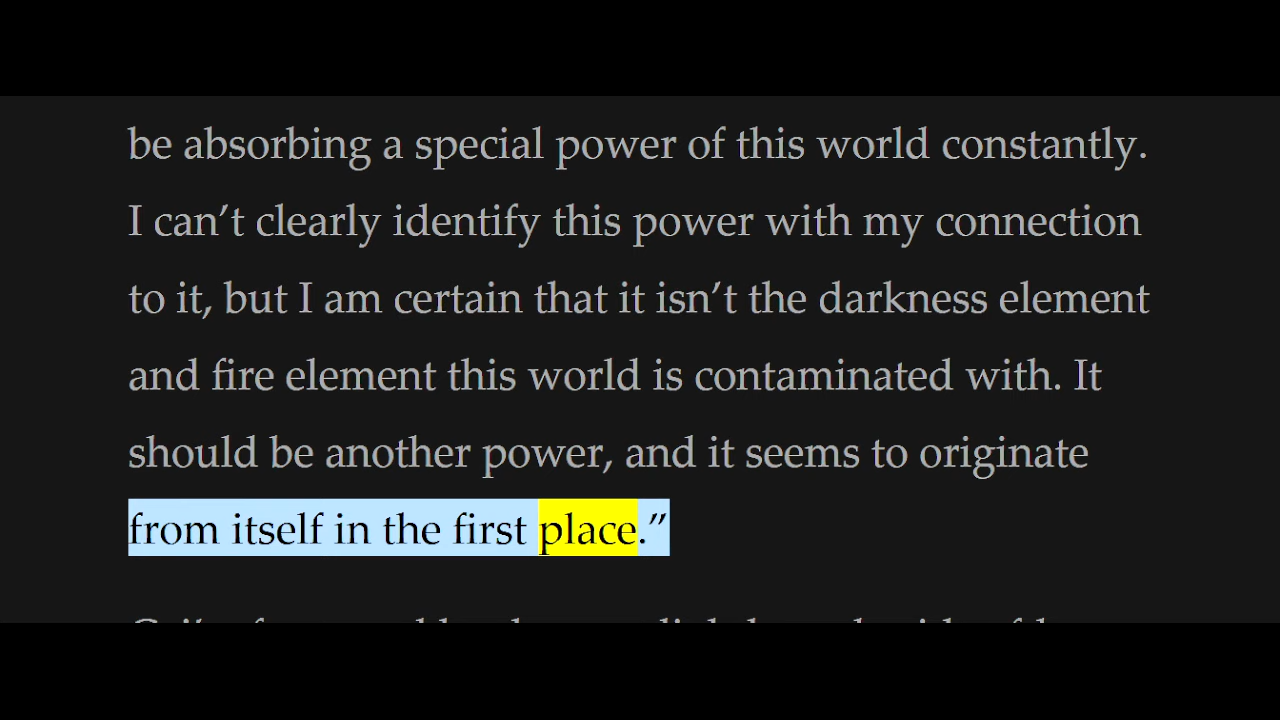 be absorbing a special power of this world constantly.
I can’t clearly identify this power with my connection
to it, but I am certain that it isn’t the darkness element
and fire element this world is contaminated with. It
should be another power, and it seems to originate
from itself in the first place.”